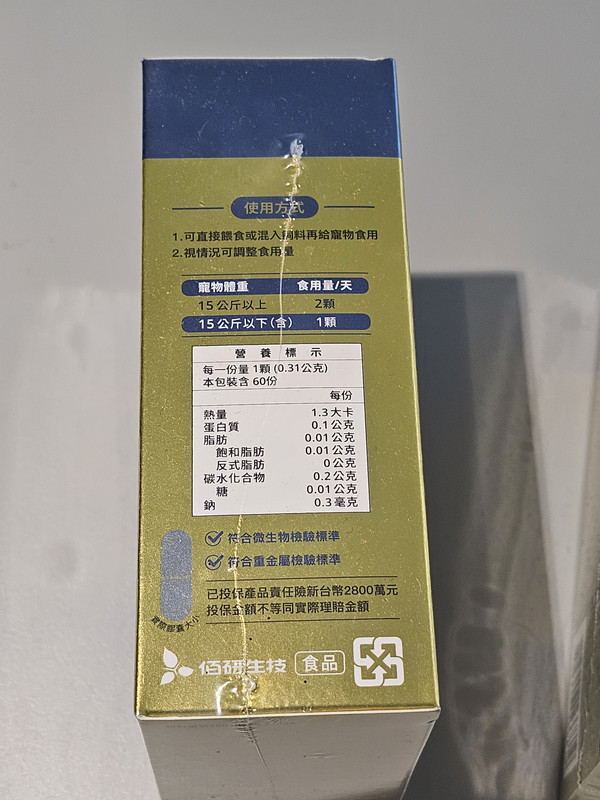 使用方式
1.可直接餵食或混入飼料再給寵物食用
2.視情況可調整食用量
寵物體重 食用量/天
15公斤以上 2顆
15公斤以下(含) 1顆
營養標示
每一份量 1顆 (0.31公克)
本包裝含 60份
每份
熱量 1.3大卡
蛋白質 0.1公克
脂肪 0.01公克
飽和脂肪 0.01公克
反式脂肪 0公克
碳水化合物 0.2公克
糖 0.01公克
鈉 0.3毫克
符合微生物檢驗標準
符合重金屬檢驗標準
實際膠囊大小
已投保產品責任險新台幣2800萬元
投保金額不等同實際理賠金額
佰研生技 食品